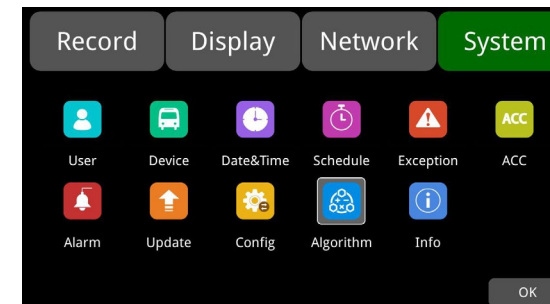 Record Display Network System
ACC
User Device Date&Time Schedule Exception ACC
Alarm Update Config Algorithm Info
OK